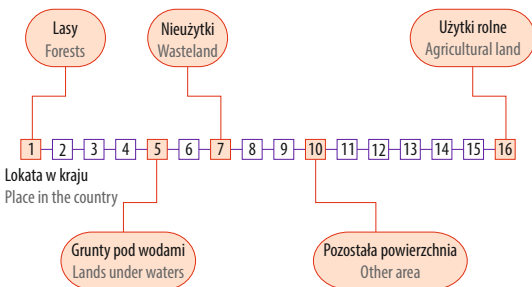 Lasy
Forests
Nieużytki
Wasteland
Użytki rolne
Agricultural land
1 2 3 4 5 6 7 8 9 10 11 12 13 14 15 16
Lokata w kraju
Place in the country
Grunty pod wodami
Lands under waters
Pozostała powierzchnia
Other area